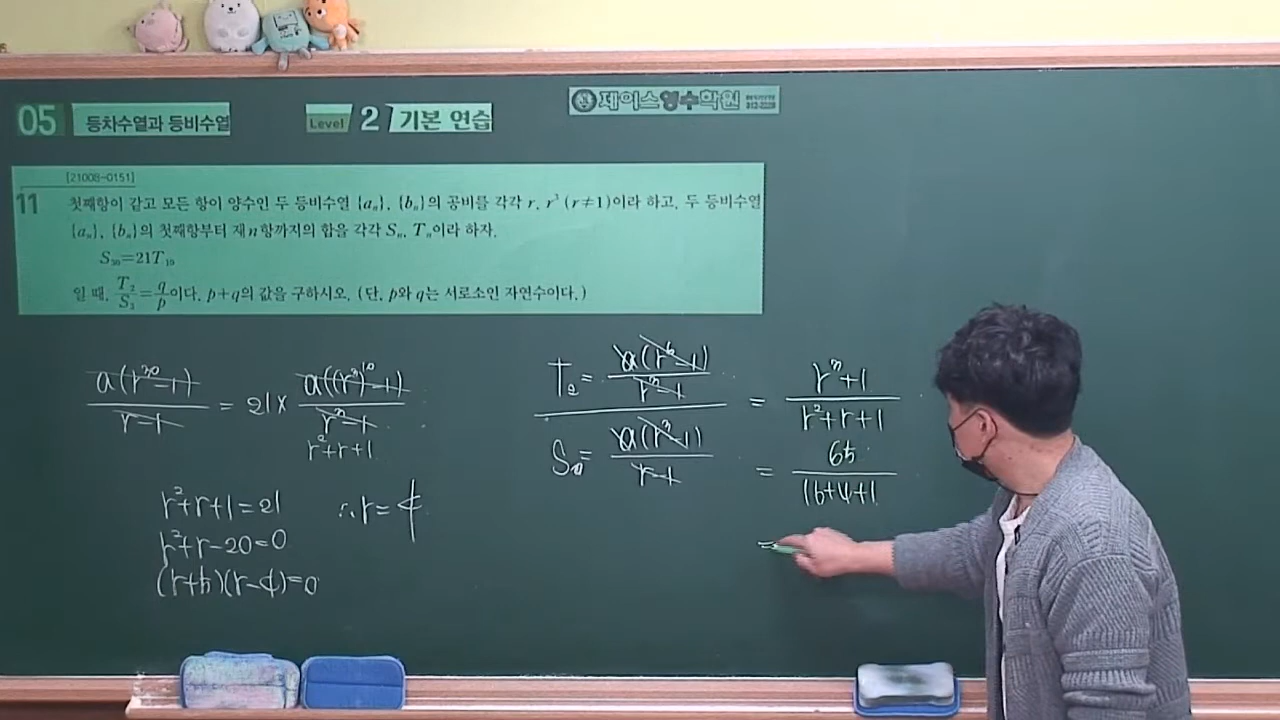 05 등차수열과 등비수열 Level 2 기본 연습
제이스영수학원
[21008-0151]
11 첫째항이 같고 모든 항이 양수인 두 등비수열 {aₙ}, {bₙ}의 공비를 각각 r, r³ (r≠1)이라 하고, 두 등비수열
{aₙ}, {bₙ}의 첫째항부터 제n항까지의 합을 각각 Sₙ, Tₙ이라 하자.
S₃₀=21T₁₀
일 때, T₂/S₃=q/p이다. p+q의 값을 구하시오. (단, p와 q는 서로소인 자연수이다.)
a(r³⁰-1)/(r-1) = 21 × a((r³)¹⁰-1)/(r³-1)
r²+r+1
r²+r+1=21 ∴r=4
r²+r-20=0
(r+5)(r-4)=0
T₂= a(r⁶-1)/(r³-1)
S₃= a(r³-1)/(r-1)
= (r³+1)/(r²+r+1)
= 65/(16+4+1)
=